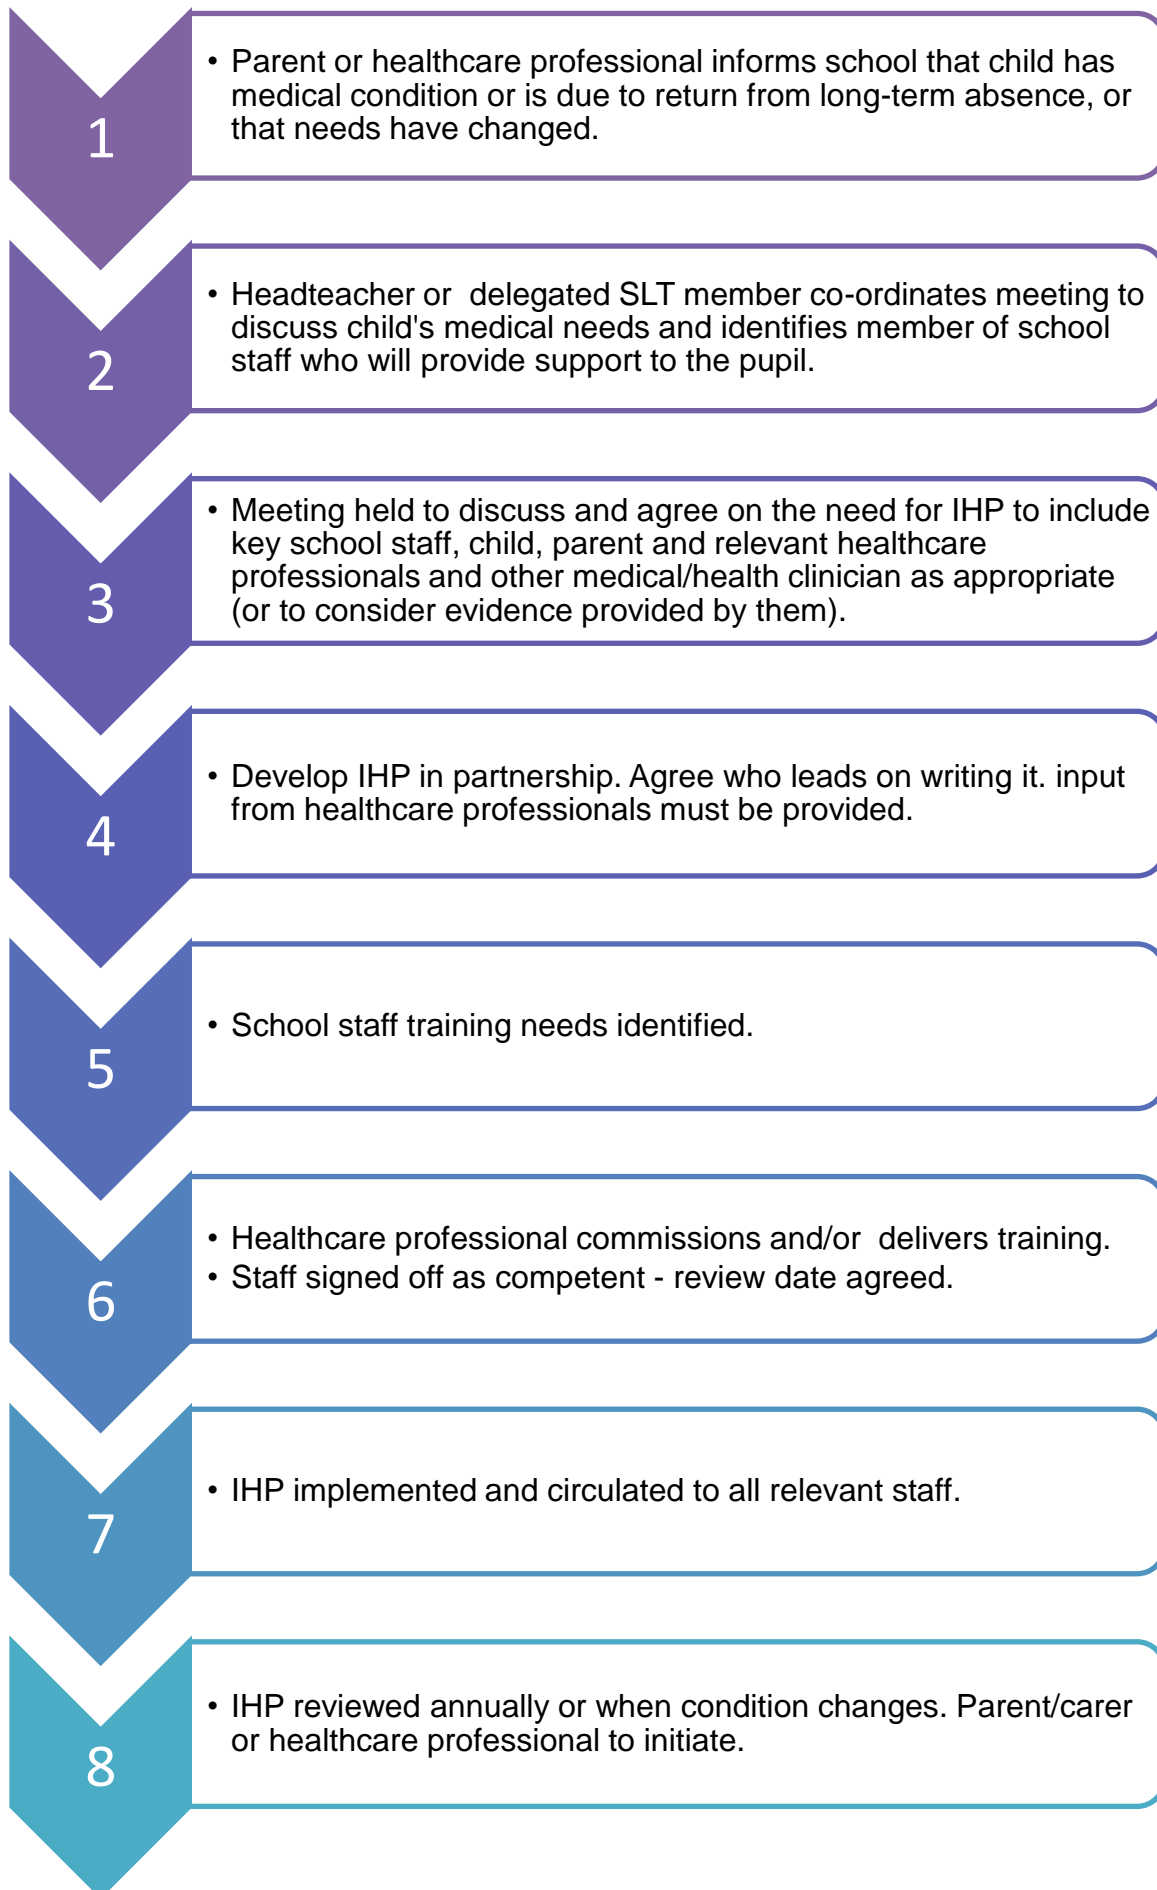 1
• Parent or healthcare professional informs school that child has
medical condition or is due to return from long-term absence, or
that needs have changed.
2
• Headteacher or  delegated SLT member co-ordinates meeting to
discuss child's medical needs and identifies member of school
staff who will provide support to the pupil.
3
• Meeting held to discuss and agree on the need for IHP to include
key school staff, child, parent and relevant healthcare
professionals and other medical/health clinician as appropriate
(or to consider evidence provided by them).
4
• Develop IHP in partnership. Agree who leads on writing it. input
from healthcare professionals must be provided.
5
• School staff training needs identified.
6
• Healthcare professional commissions and/or  delivers training.
• Staff signed off as competent - review date agreed.
7
• IHP implemented and circulated to all relevant staff.
8
• IHP reviewed annually or when condition changes. Parent/carer
or healthcare professional to initiate.